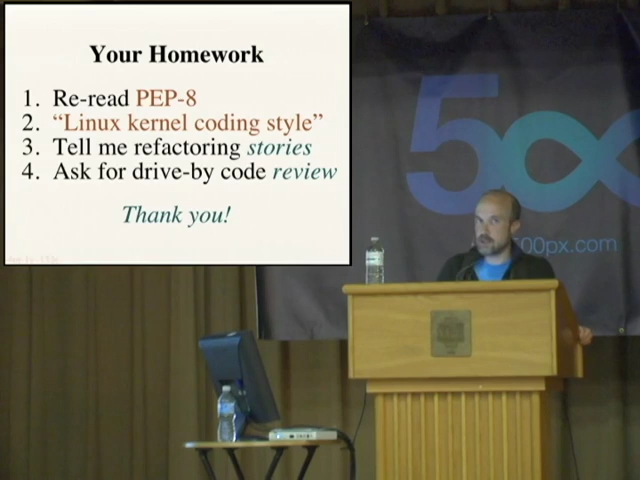 Your Homework
1. Re-read PEP-8
2. “Linux kernel coding style”
3. Tell me refactoring stories
4. Ask for drive-by code review
Thank you!
500px.com